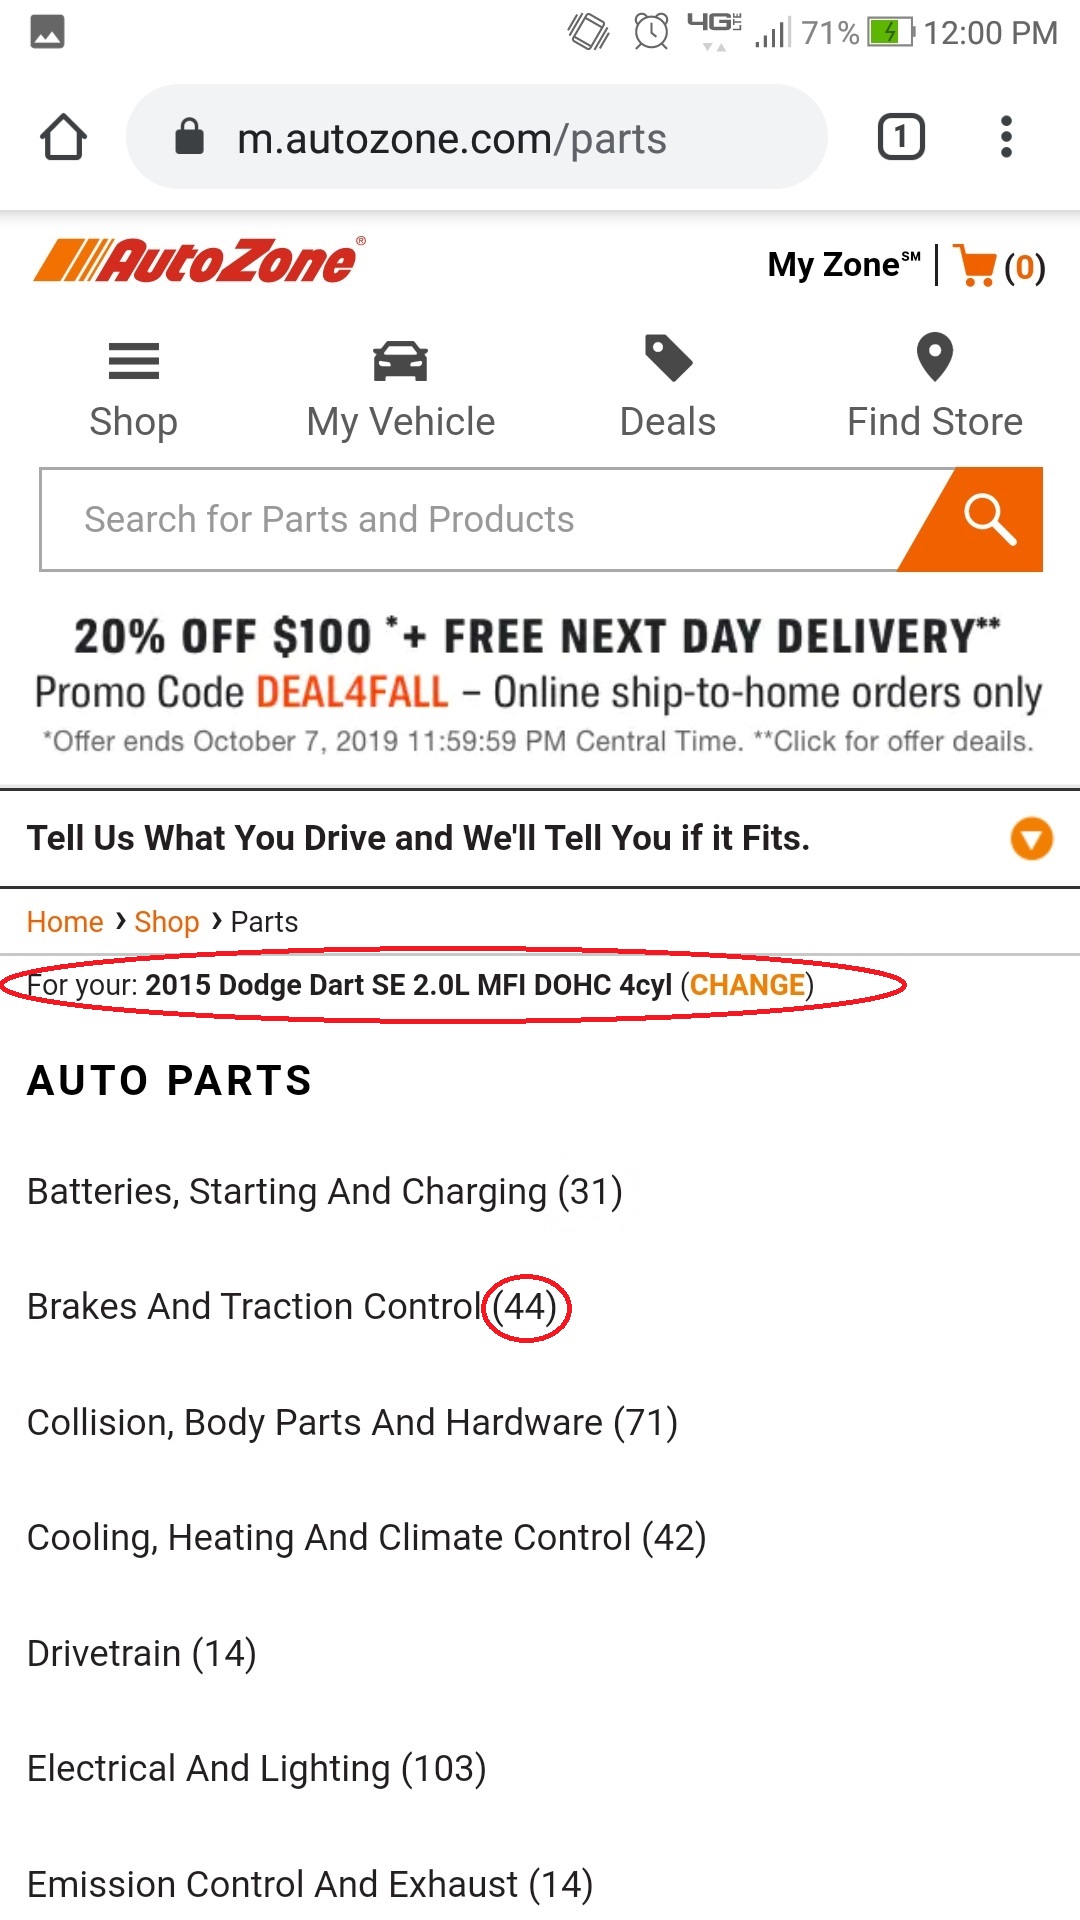 4G LTE 71% 12:00 PM
m.autozone.com/parts 1
AutoZone® My Zone℠ | (0)
Shop My Vehicle Deals Find Store
Search for Parts and Products
20% OFF $100 *+ FREE NEXT DAY DELIVERY**
Promo Code DEAL4FALL – Online ship-to-home orders only
*Offer ends October 7, 2019 11:59:59 PM Central Time. **Click for offer deails.
Tell Us What You Drive and We'll Tell You if it Fits.
Home › Shop › Parts
For your: 2015 Dodge Dart SE 2.0L MFI DOHC 4cyl (CHANGE)
AUTO PARTS
Batteries, Starting And Charging (31)
Brakes And Traction Control (44)
Collision, Body Parts And Hardware (71)
Cooling, Heating And Climate Control (42)
Drivetrain (14)
Electrical And Lighting (103)
Emission Control And Exhaust (14)